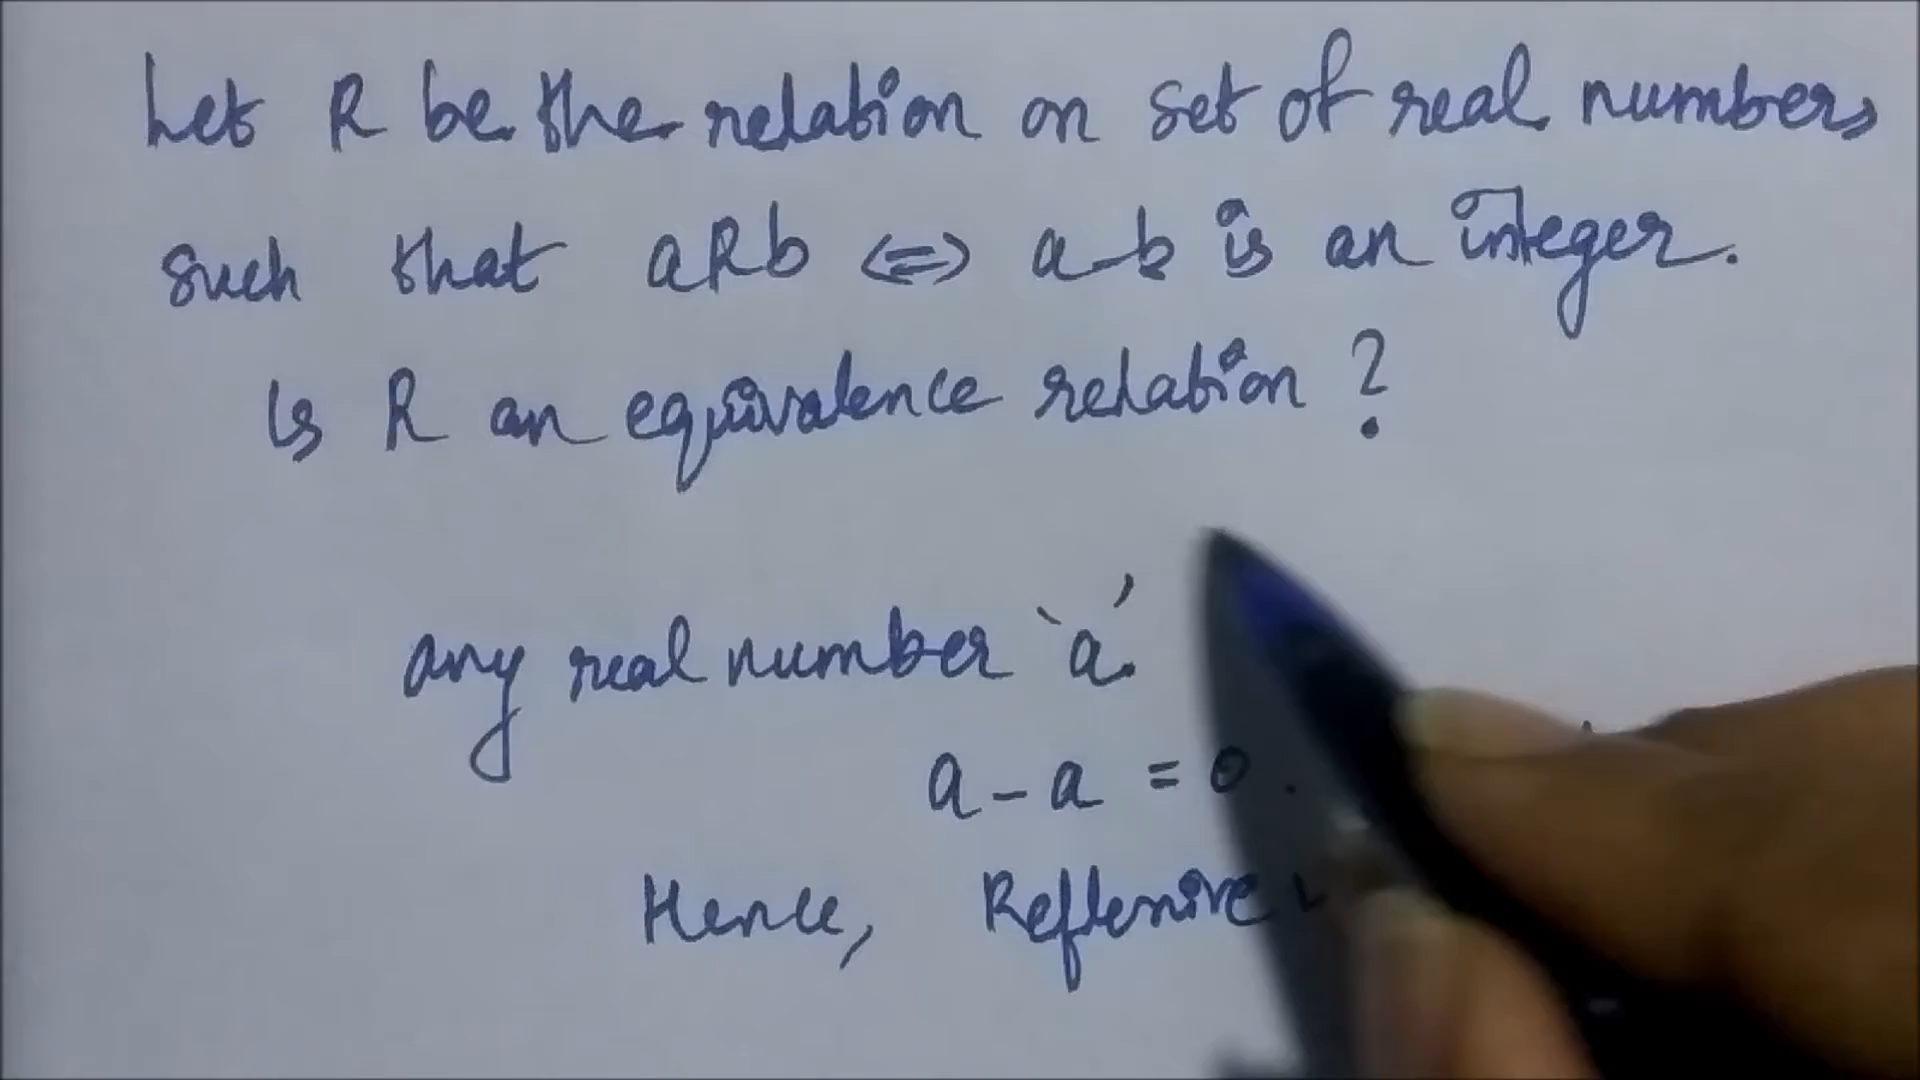 Let R be the relation on set of real numbers
such that aRb <=> a-b is an integer.
is R an equivalence relation ?
any real number `a'
a - a = 0.
Hence, Reflexive